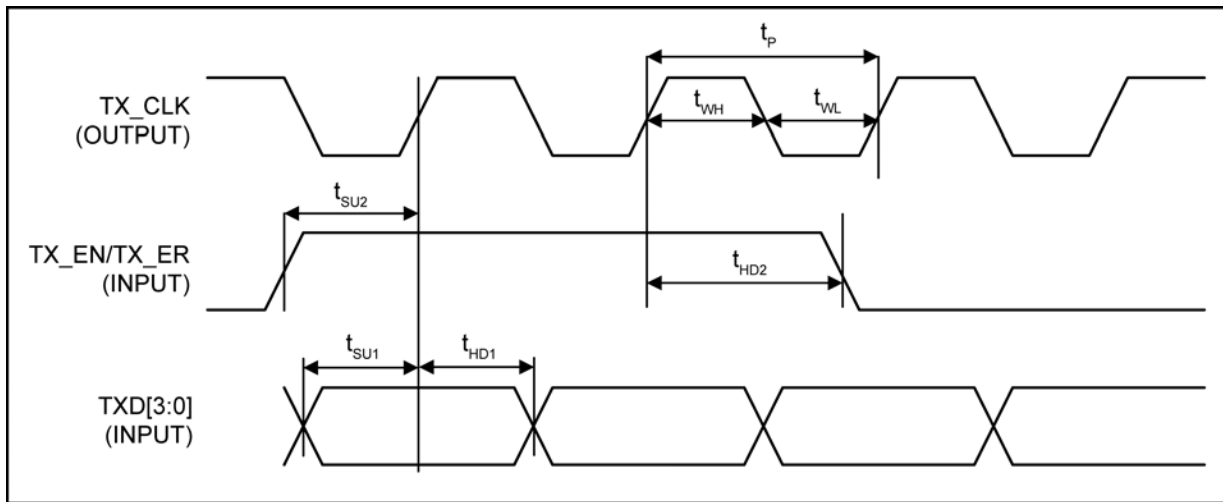 t_P
TX_CLK
(OUTPUT)
t_WH
t_WL
t_SU2
TX_EN/TX_ER
(INPUT)
t_HD2
t_SU1
t_HD1
TXD[3:0]
(INPUT)